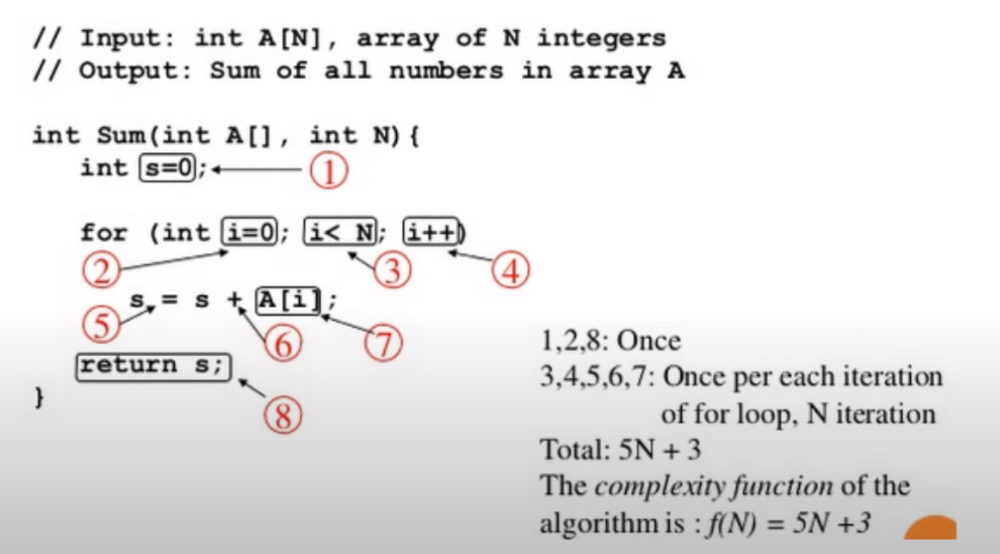 // Input: int A[N], array of N integers
// Output: Sum of all numbers in array A
int Sum(int A[], int N){
int s=0;
1
for (int i=0; i< N; i++)
2
3
4
s = s + A[i];
5
6
7
return s;
8
}
1,2,8: Once
3,4,5,6,7: Once per each iteration
of for loop, N iteration
Total: 5N + 3
The complexity function of the
algorithm is : f(N) = 5N +3